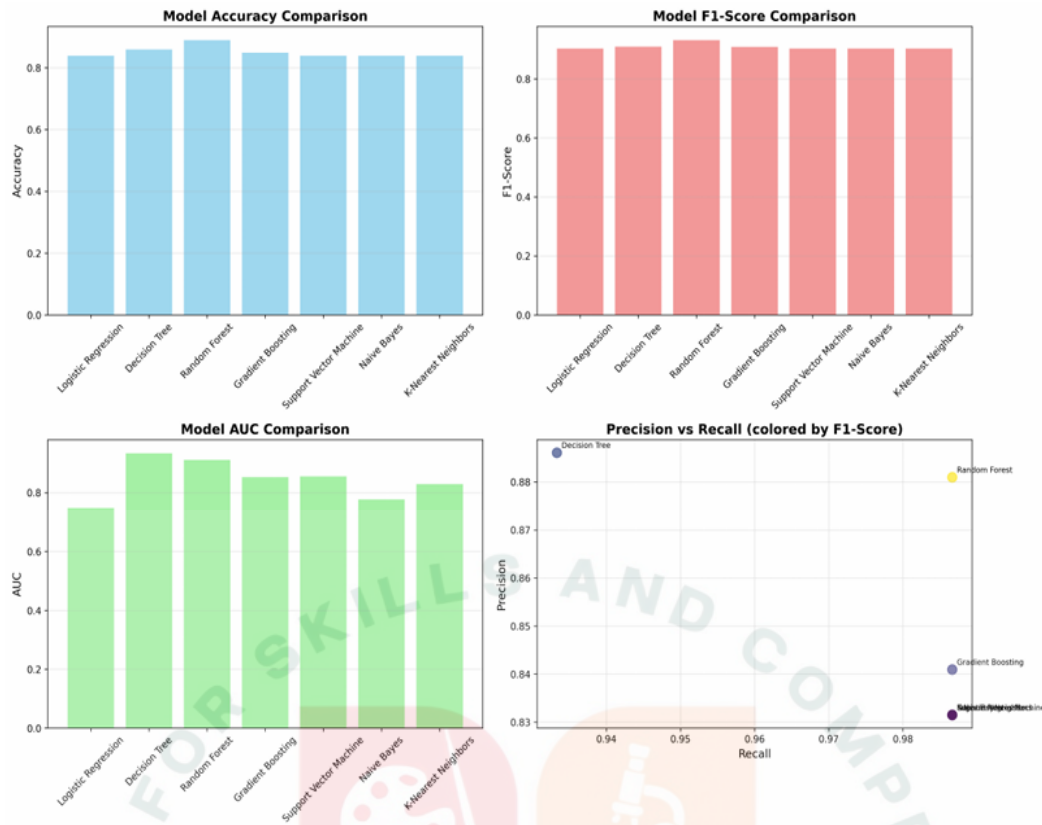 Model Accuracy Comparison
Accuracy
0.8
0.6
0.4
0.2
0.0
Logistic Regression
Decision Tree
Random Forest
Gradient Boosting
Support Vector Machine
Naive Bayes
K-Nearest Neighbors
Model F1-Score Comparison
F1-Score
0.8
0.6
0.4
0.2
0.0
Logistic Regression
Decision Tree
Random Forest
Gradient Boosting
Support Vector Machine
Naive Bayes
K-Nearest Neighbors
Model AUC Comparison
AUC
0.8
0.6
0.4
0.2
0.0
Logistic Regression
Decision Tree
Random Forest
Gradient Boosting
Support Vector Machine
Naive Bayes
K-Nearest Neighbors
Precision vs Recall (colored by F1-Score)
Precision
0.88
0.87
0.86
0.85
0.84
0.83
Decision Tree
Random Forest
Gradient Boosting
0.94
0.95
0.96
0.97
0.98
Recall
FOR SKILLS AND COMP